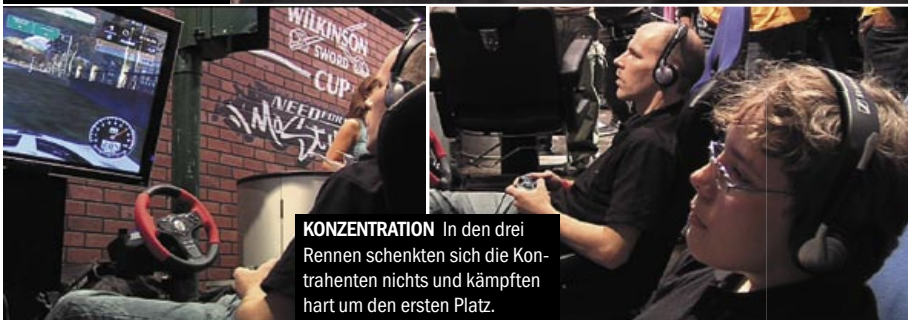 WILKINSON
SWORD
CUP
NEED FOR
KONZENTRATION In den drei
Rennen schenkten sich die Kon-
trahenten nichts und kämpften
hart um den ersten Platz.